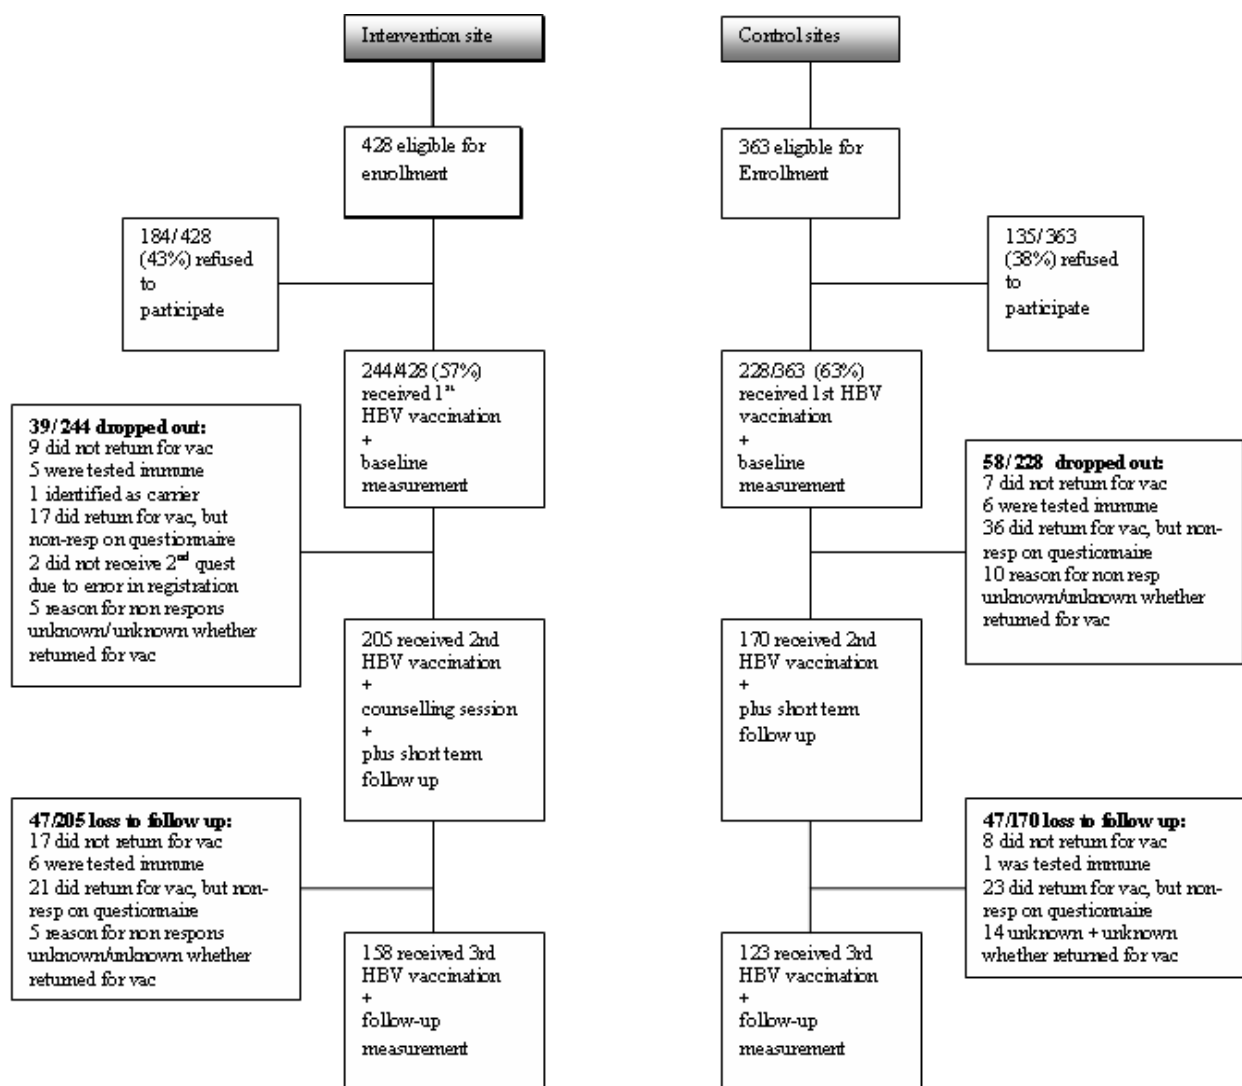 Intervention site
Control sites
428 eligible for
enrollment
363 eligible for
Enrollment
184/428
(43%) refused
to
participate
135/363
(38%) refused
to
participate
244/428 (57%)
received 1st
HBV vaccination
+
baseline
measurement
228/363 (63%)
received 1st HBV
vaccination
+
baseline
measurement
39/244 dropped out:
9 did not return for vac
5 were tested immune
1 identified as carrier
17 did return for vac, but
non-resp on questionnaire
2 did not receive 2nd quest
due to error in registration
5 reason for non respons
unknown/unknown whether
returned for vac
58/228 dropped out:
7 did not return for vac
6 were tested immune
36 did return for vac, but non-
resp on questionnaire
10 reason for non resp
unknown/unknown whether
returned for vac
205 received 2nd
HBV vaccination
+
counselling session
+
plus short term
follow up
170 received 2nd
HBV vaccination
+
plus short term
follow up
47/205 loss to follow up:
17 did not return for vac
6 were tested immune
21 did return for vac, but non-
resp on questionnaire
5 reason for non respons
unknown/unknown whether
returned for vac
47/170 loss to follow up:
8 did not return for vac
1 was tested immune
23 did return for vac, but non-
resp on questionnaire
14 unknown + unknown
whether returned for vac
158 received 3rd
HBV vaccination
+
follow-up
measurement
123 received 3rd
HBV vaccination
+
follow-up
measurement